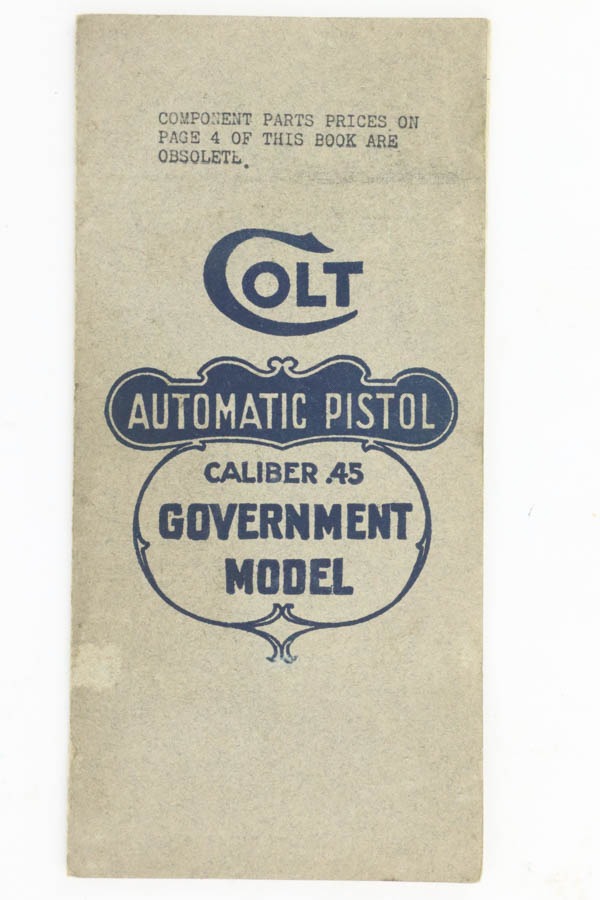 COMPONENT PARTS PRICES ON
PAGE 4 OF THIS BOOK ARE
OBSOLETE.
COLT
AUTOMATIC PISTOL
CALIBER .45
GOVERNMENT
MODEL